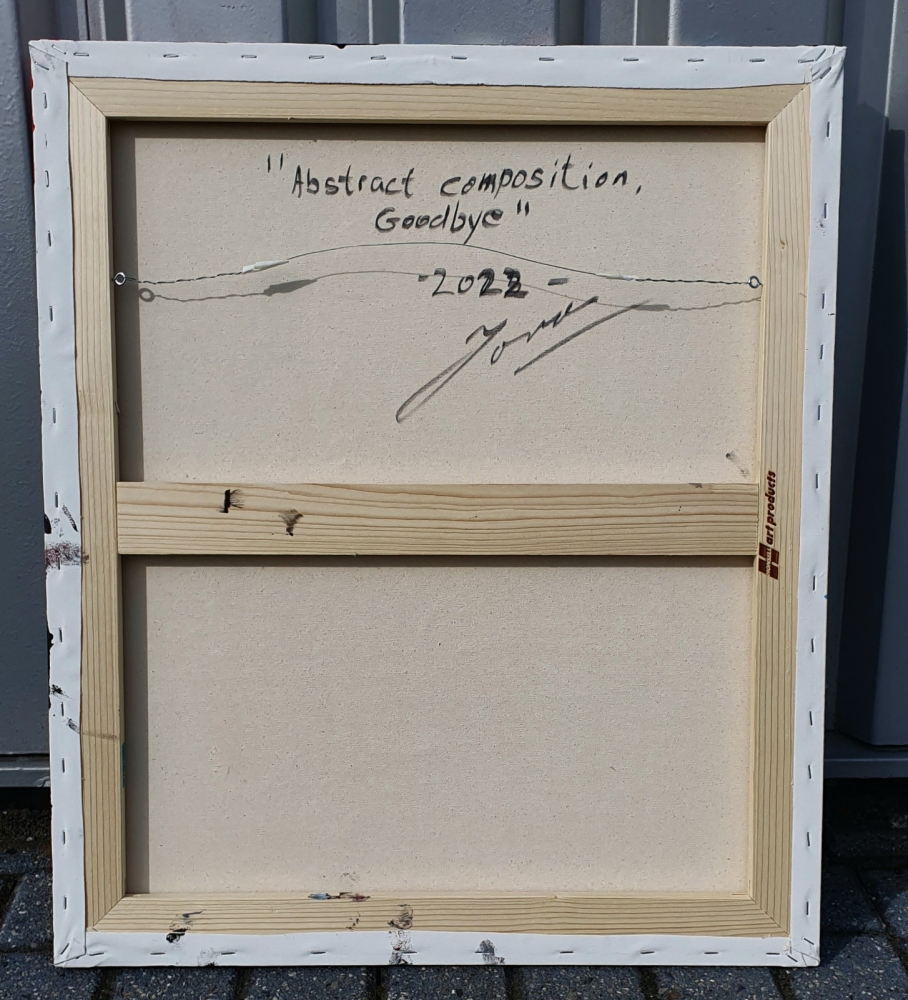 "Abstract composition,
Goodbye"
-2022-
art products